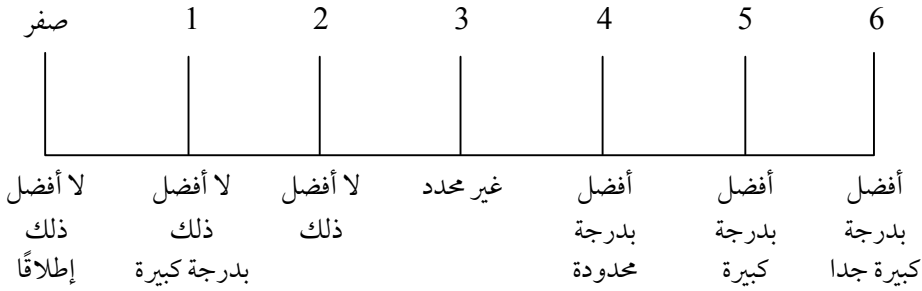 صفر 1 2 3 4 5 6
لا أفضل لا أفضل لا أفضل غير محدد أفضل أفضل أفضل
ذلك ذلك ذلك بدرجة بدرجة بدرجة
إطلاقًا بدرجة كبيرة محدودة كبيرة كبيرة جدا